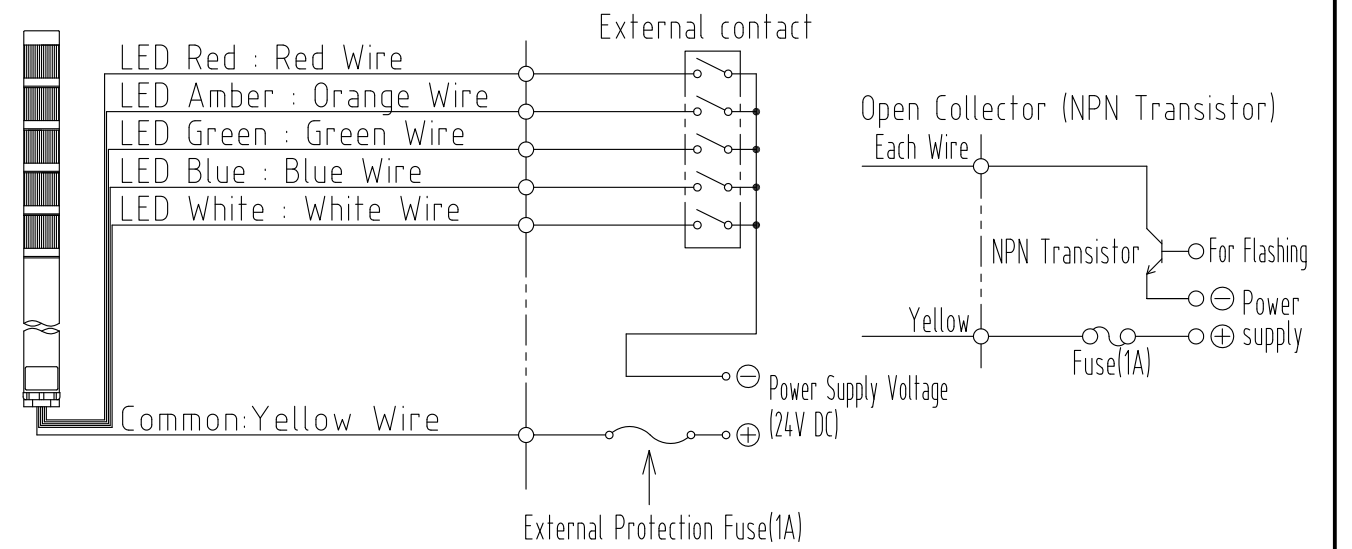 External contact
LED Red : Red Wire
LED Amber : Orange Wire
LED Green : Green Wire
LED Blue : Blue Wire
LED White : White Wire
Common:Yellow Wire
Power Supply Voltage
(24V DC)
External Protection Fuse(1A)
Open Collector (NPN Transistor)
Each Wire
NPN Transistor
For Flashing
Power
supply
Yellow
Fuse(1A)